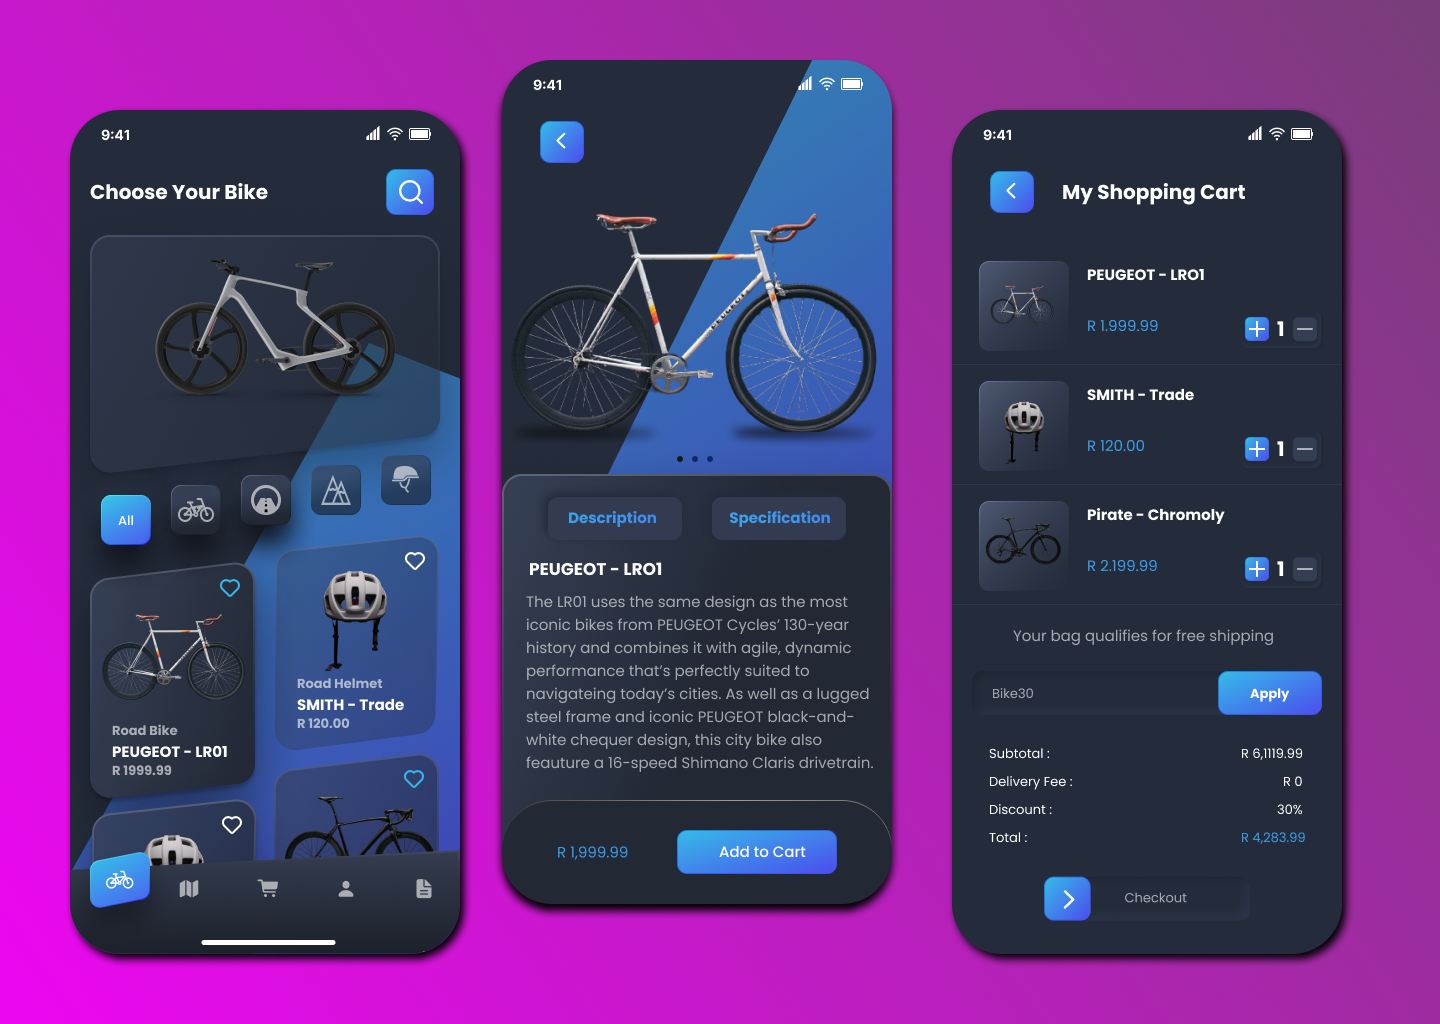 9:41
Choose Your Bike
All
Road Bike
PEUGEOT - LR01
R 1999.99
Road Helmet
SMITH - Trade
R 120.00
9:41
PEUGEOT
Description
Specification
PEUGEOT - LRO1
The LR01 uses the same design as the most
iconic bikes from PEUGEOT Cycles’ 130-year
history and combines it with agile, dynamic
performance that’s perfectly suited to
navigateing today’s cities. As well as a lugged
steel frame and iconic PEUGEOT black-and-
white chequer design, this city bike also
feauture a 16-speed Shimano Claris drivetrain.
R 1,999.99
Add to Cart
9:41
My Shopping Cart
PEUGEOT - LRO1
R 1.999.99
1
SMITH - Trade
R 120.00
1
Pirate - Chromoly
R 2.199.99
1
Your bag qualifies for free shipping
Bike30
Apply
Subtotal : R 6,1119.99
Delivery Fee : R 0
Discount : 30%
Total : R 4,283.99
Checkout